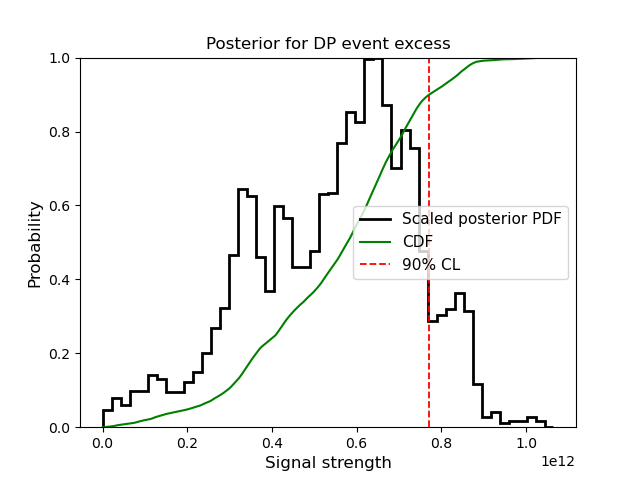 Posterior for DP event excess
Probability
1.0
0.8
0.6
0.4
0.2
0.0
Scaled posterior PDF
CDF
90% CL
0.0 0.2 0.4 0.6 0.8 1.0
1e12
Signal strength